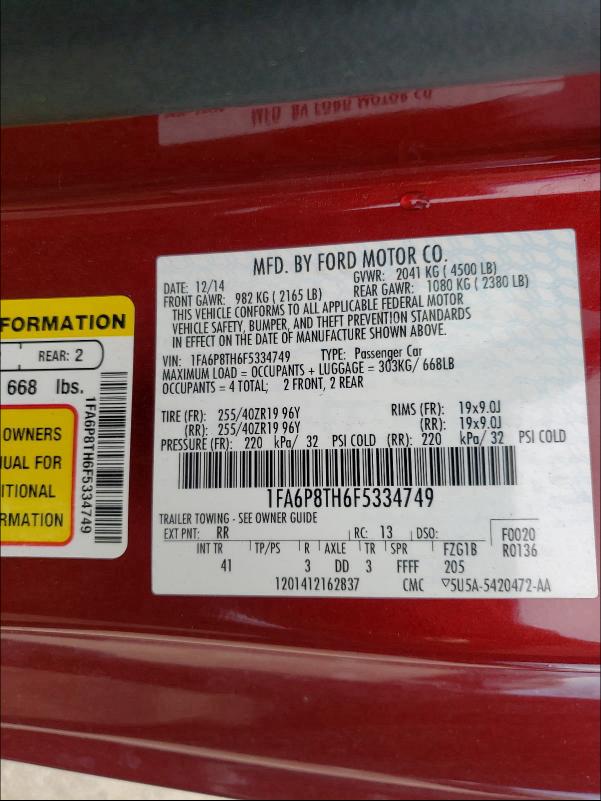 MFD. BY FORD MOTOR CO.
MFD. BY FORD MOTOR CO.
DATE: 12/14 GVWR: 2041 KG ( 4500 LB)
FRONT GAWR: 982 KG ( 2165 LB) REAR GAWR: 1080 KG ( 2380 LB)
THIS VEHICLE CONFORMS TO ALL APPLICABLE FEDERAL MOTOR
VEHICLE SAFETY, BUMPER, AND THEFT PREVENTION STANDARDS
IN EFFECT ON THE DATE OF MANUFACTURE SHOWN ABOVE.
VIN: 1FA6P8TH6F5334749 TYPE: Passenger Car
MAXIMUM LOAD = OCCUPANTS + LUGGAGE = 303KG/ 668LB
OCCUPANTS = 4 TOTAL; 2 FRONT, 2 REAR
TIRE (FR): 255/40ZR19 96Y RIMS (FR): 19x9.0J
(RR): 255/40ZR19 96Y (RR): 19x9.0J
PRESSURE (FR): 220 kPa/ 32 PSI COLD (RR): 220 kPa/ 32 PSI COLD
1FA6P8TH6F5334749
TRAILER TOWING - SEE OWNER GUIDE
EXT PNT: RR RC: 13 DSO: F0020
INT TR TP/PS R AXLE TR SPR FZG1B R0136
41 3 DD 3 FFFF 205
1201412162837 CMC ▽5U5A-5420472-AA
FORMATION
REAR: 2
668 lbs.
OWNERS
UAL FOR
ITIONAL
RMATION
1FA6P8TH6F5334749